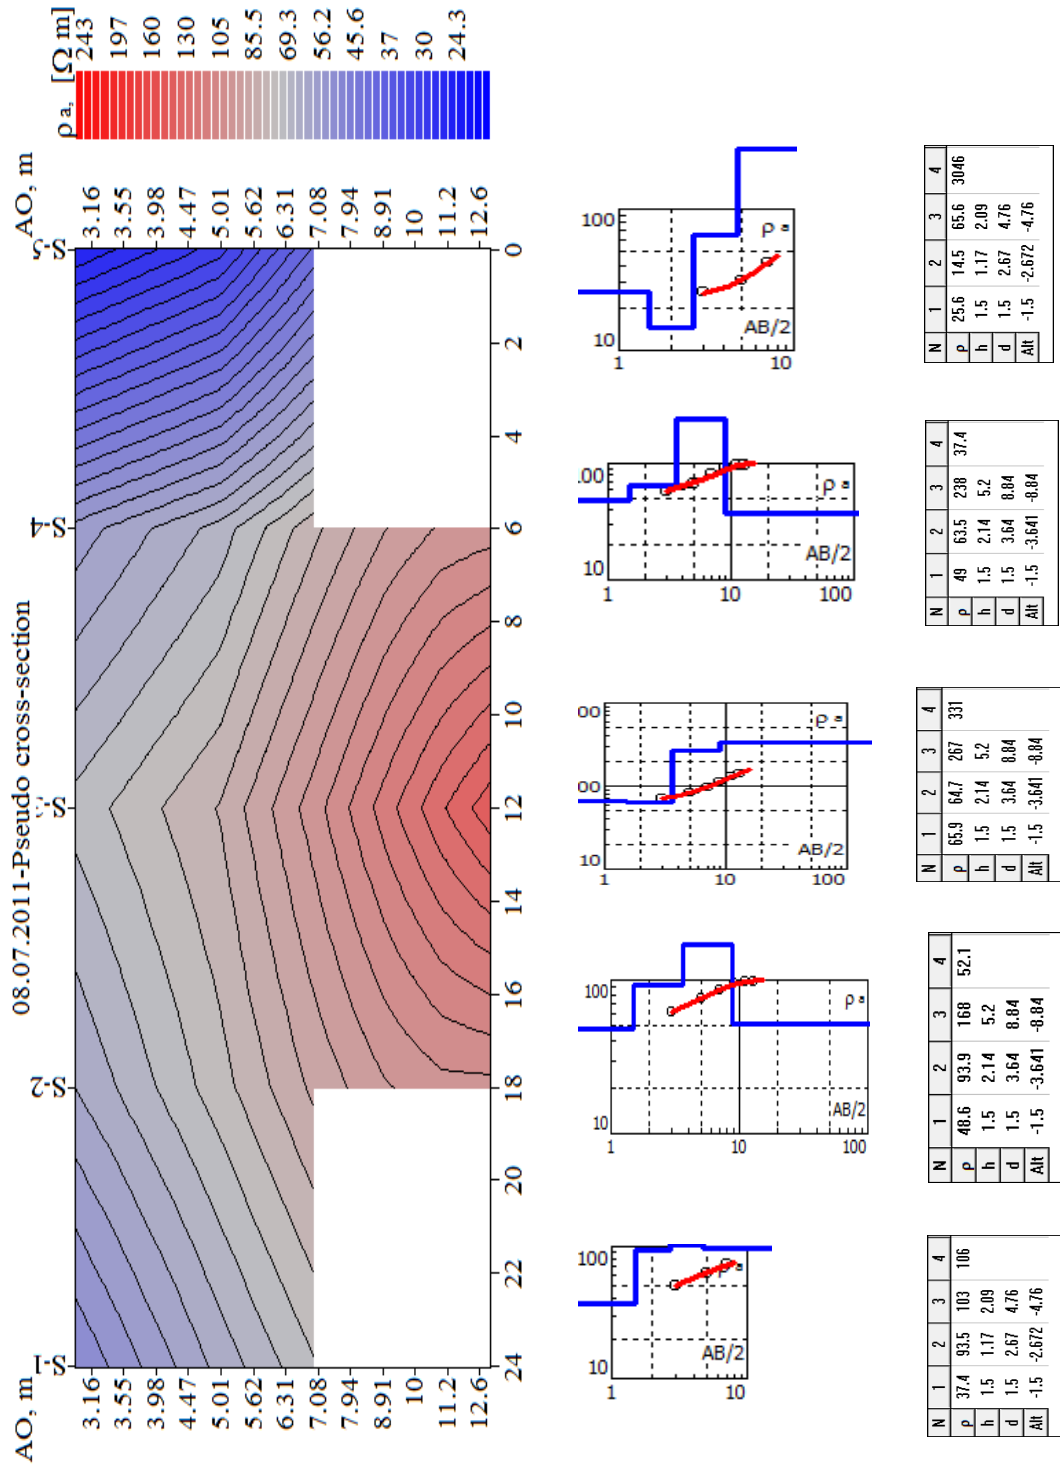 08.07.2011-Pseudo cross-section
AO, m
AO, m
S-1
S-2
S-3
S-4
S-5
3.16
3.55
3.98
4.47
5.01
5.62
6.31
7.08
7.94
8.91
10
11.2
12.6
3.16
3.55
3.98
4.47
5.01
5.62
6.31
7.08
7.94
8.91
10
11.2
12.6
24 22 20 18 16 14 12 10 8 6 4 2 0
ρ a, [Ω m]
243
197
160
130
105
85.5
69.3
56.2
45.6
37
30
24.3
100
ρ a
AB/2
10
1 10
00
ρ a
AB/2
10
1 10 100
00
ρ a
00
AB/2
10
1 10 100
100
ρ a
AB/2
10
1 10 100
100
ρ a
AB/2
10
1 10
N 1 2 3 4
ρ 25.6 14.5 65.6 3046
h 1.5 1.17 2.09
d 1.5 2.67 4.76
Alt -1.5 -2.672 -4.76
N 1 2 3 4
ρ 49 63.5 238 37.4
h 1.5 2.14 5.2
d 1.5 3.64 8.84
Alt -1.5 -3.641 -8.84
N 1 2 3 4
ρ 65.9 64.7 267 331
h 1.5 2.14 5.2
d 1.5 3.64 8.84
Alt -1.5 -3.641 -8.84
N 1 2 3 4
ρ 48.6 93.9 168 52.1
h 1.5 2.14 5.2
d 1.5 3.64 8.84
Alt -1.5 -3.641 -8.84
N 1 2 3 4
ρ 37.4 93.5 103 106
h 1.5 1.17 2.09
d 1.5 2.67 4.76
Alt -1.5 -2.672 -4.76